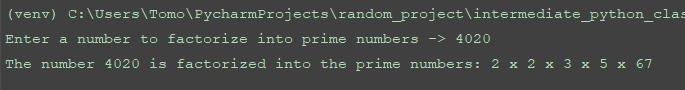 (venv) C:\Users\Tomo\PycharmProjects\random_project\intermediate_python_clas
Enter a number to factorize into prime numbers -> 4020
The number 4020 is factorized into the prime numbers: 2 x 2 x 3 x 5 x 67